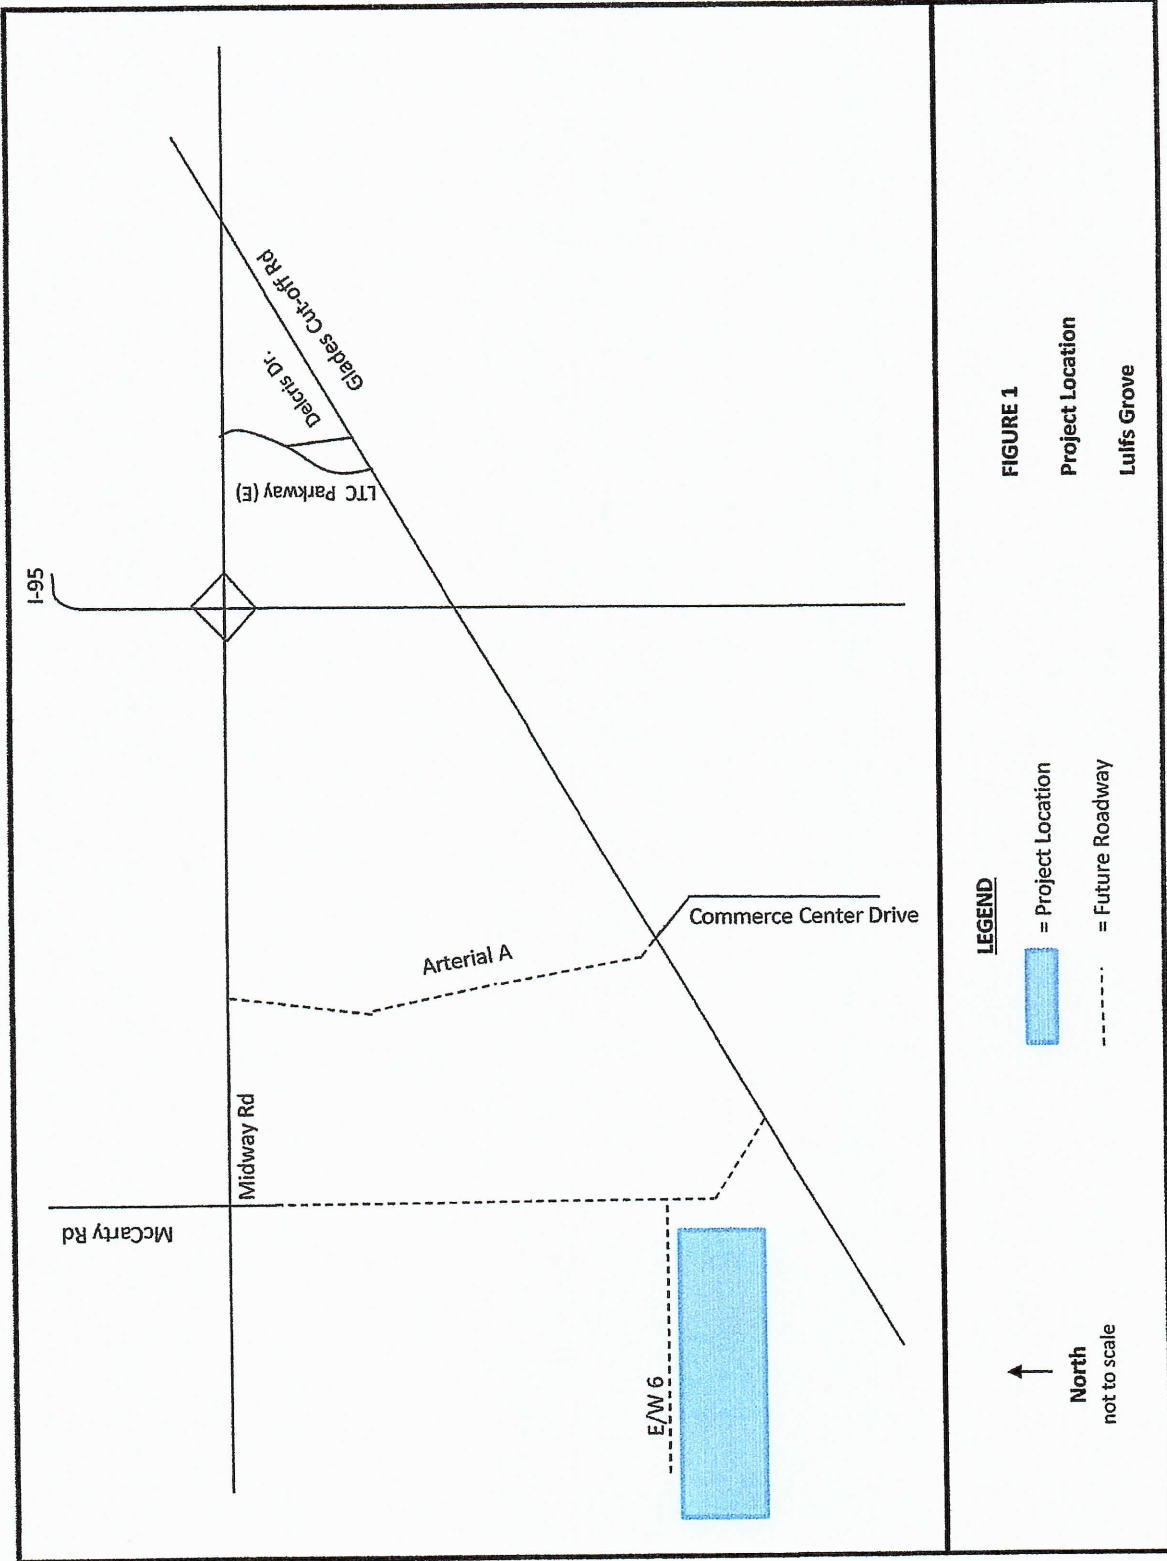 I-95
McCarty Rd
Midway Rd
Arterial A
LTC Parkway (E)
Delcris Dr.
Glades Cut-off Rd
E/W 6
Commerce Center Drive
North
not to scale
LEGEND
= Project Location
= Future Roadway
FIGURE 1
Project Location
Lulfs Grove